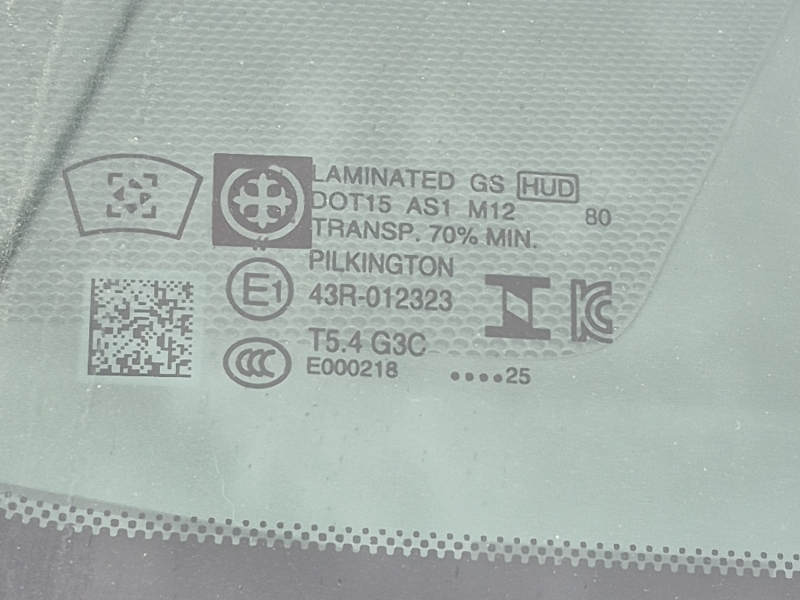 LAMINATED GS HUD
DOT15 AS1 M12 80
TRANSP. 70% MIN.
PILKINGTON
E1 43R-012323
T5.4 G3C
CCC E000218
....25